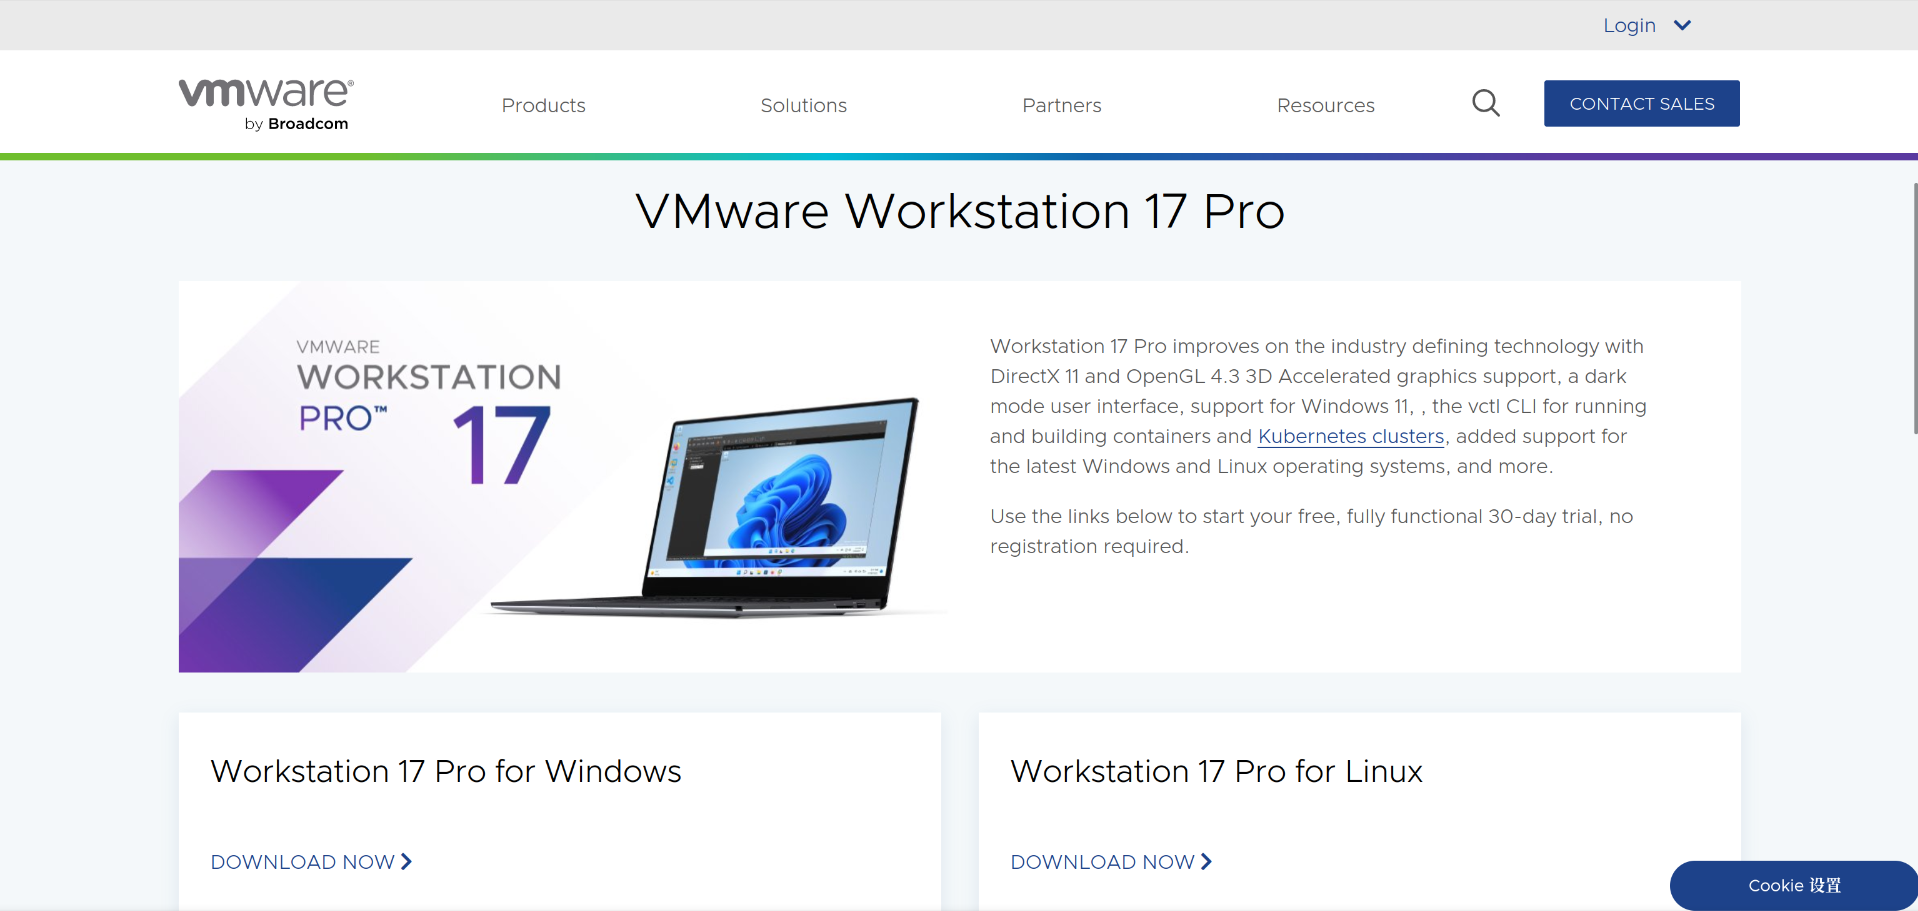 Login
vmware®
by Broadcom
Products
Solutions
Partners
Resources
CONTACT SALES
VMware Workstation 17 Pro
VMWARE
WORKSTATION
PRO™
17
Workstation 17 Pro improves on the industry defining technology with
DirectX 11 and OpenGL 4.3 3D Accelerated graphics support, a dark
mode user interface, support for Windows 11, , the vctl CLI for running
and building containers and Kubernetes clusters, added support for
the latest Windows and Linux operating systems, and more.
Use the links below to start your free, fully functional 30-day trial, no
registration required.
Workstation 17 Pro for Windows
DOWNLOAD NOW
Workstation 17 Pro for Linux
DOWNLOAD NOW
Cookie 设置